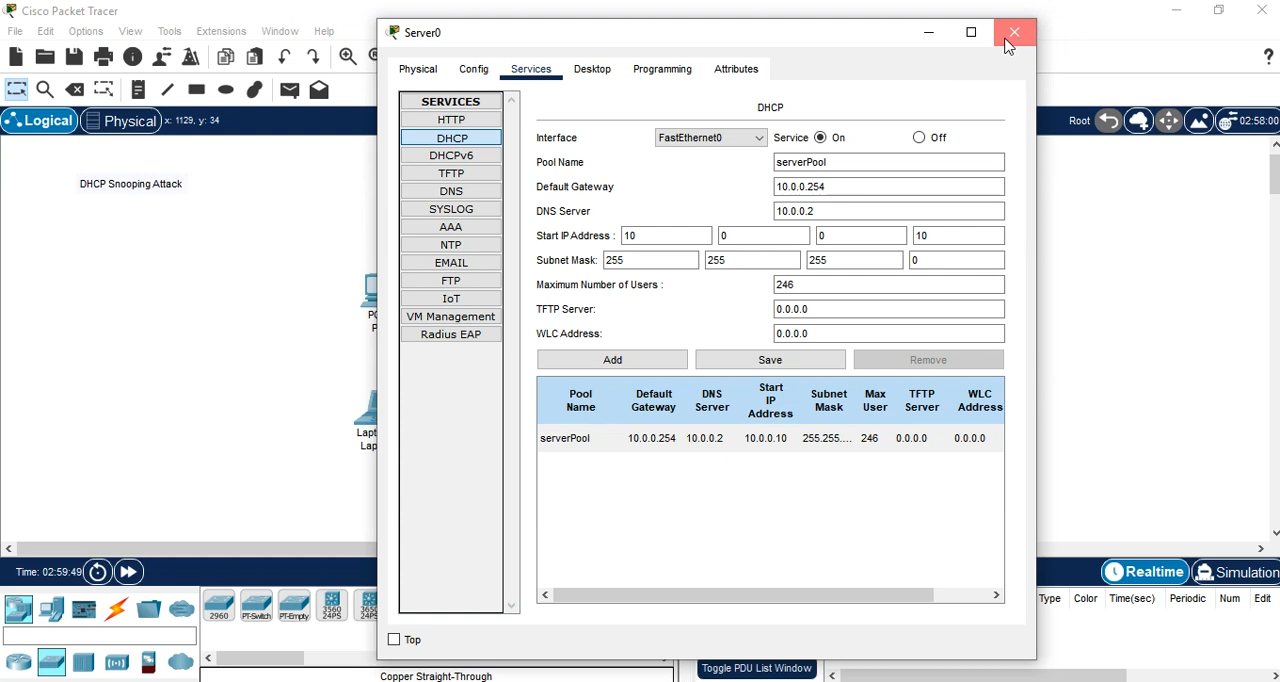 Cisco Packet Tracer
File Edit Options View Tools Extensions Window Help
?
Logical Physical x: 1129, y: 34
Root 02:58:00
DHCP Snooping Attack
Server0
Physical Config Services Desktop Programming Attributes
SERVICES
HTTP
DHCP
DHCPv6
TFTP
DNS
SYSLOG
AAA
NTP
EMAIL
FTP
IoT
VM Management
Radius EAP
DHCP
Interface FastEthernet0 Service On Off
Pool Name serverPool
Default Gateway 10.0.0.254
DNS Server 10.0.0.2
Start IP Address : 10 0 0 10
Subnet Mask: 255 255 255 0
Maximum Number of Users : 246
TFTP Server: 0.0.0.0
WLC Address: 0.0.0.0
Add Save Remove
Pool Name Default Gateway DNS Server Start IP Address Subnet Mask Max User TFTP Server WLC Address
serverPool 10.0.0.254 10.0.0.2 10.0.0.10 255.255.... 246 0.0.0.0 0.0.0.0
Top
Time: 02:59:49
Realtime Simulation
Type Color Time(sec) Periodic Num Edit
2960 PT-Switch PT-Empty 3560 24PS
Toggle PDU List Window
Copper Straight-Through